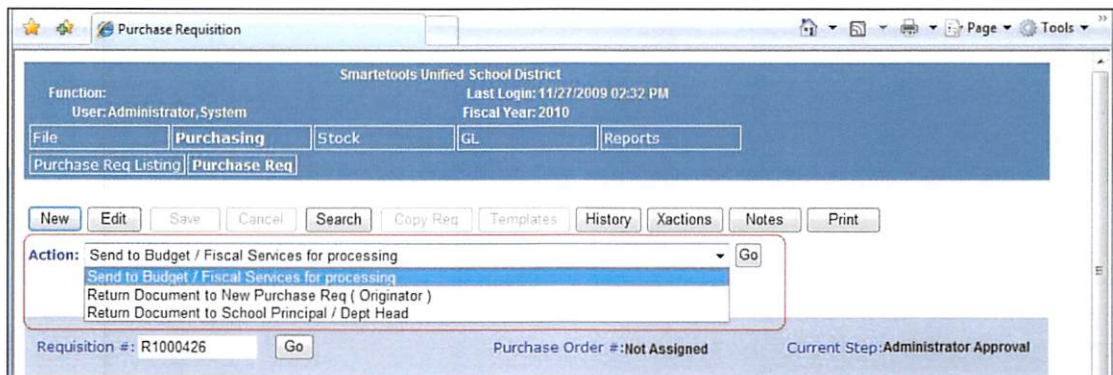 Purchase Requisition Page Tools »
Smartetools Unified School District
Function: Last Login: 11/27/2009 02:32 PM
User: Administrator, System Fiscal Year: 2010
File Purchasing Stock GL Reports
Purchase Req Listing Purchase Req
New Edit Save Cancel Search Copy Req Templates History Xactions Notes Print
Action: Send to Budget / Fiscal Services for processing Go
Send to Budget / Fiscal Services for processing
Return Document to New Purchase Req ( Originator )
Return Document to School Principal / Dept Head
Requisition #: R1000426 Go Purchase Order #:Not Assigned Current Step:Administrator Approval